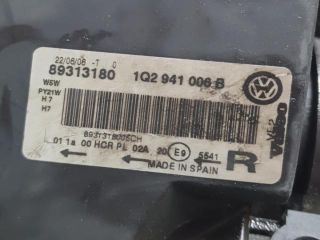 22/06/06 -T 0
89313180 1Q2 941 006 B
W5W
PY21W
H7
H7
89313180
01 1a 00 HCR PL 02A 20 E9 5541
MADE IN SPAIN R
VALEO